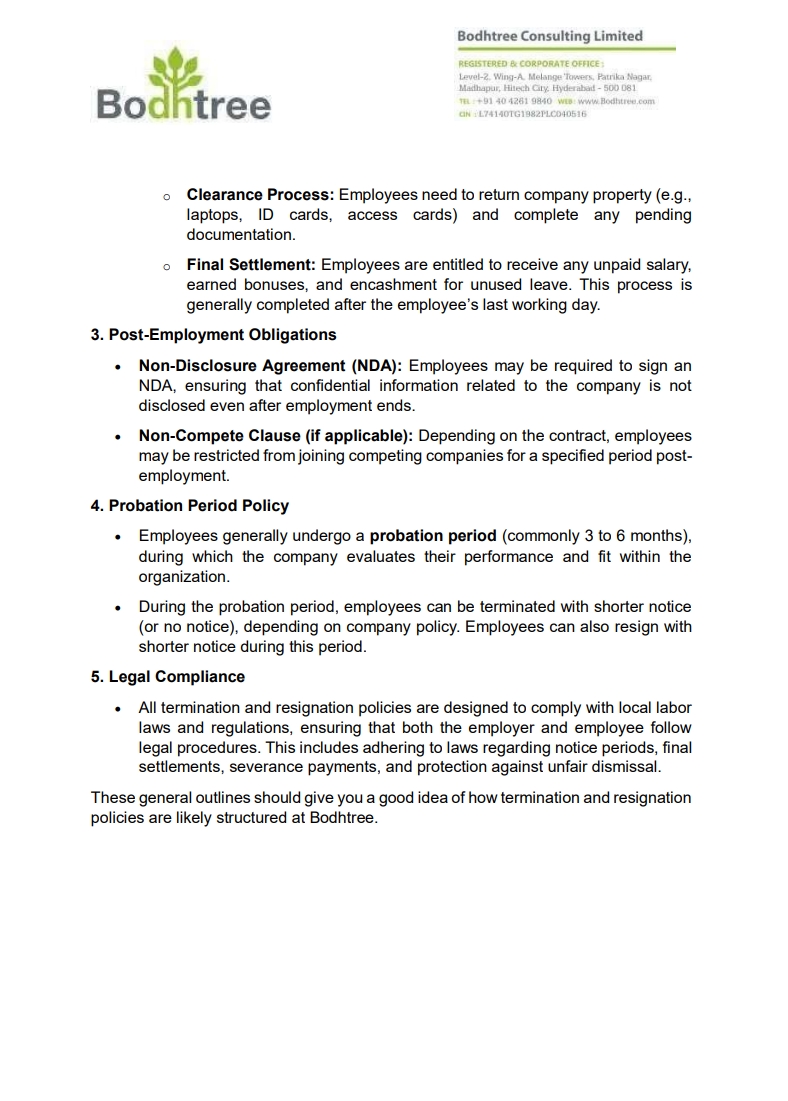 Bodhtree
Bodhtree Consulting Limited
REGISTERED & CORPORATE OFFICE :
Level-2, Wing-A, Melange Towers, Patrika Nagar,
Madhapur, Hitech City, Hyderabad - 500 081
TEL : +91 40 4261 9840 WEB: www.Bodhtree.com
CIN : L74140TG1982PLC040516
○ Clearance Process: Employees need to return company property (e.g.,
laptops, ID cards, access cards) and complete any pending
documentation.
○ Final Settlement: Employees are entitled to receive any unpaid salary,
earned bonuses, and encashment for unused leave. This process is
generally completed after the employee’s last working day.
3. Post-Employment Obligations
• Non-Disclosure Agreement (NDA): Employees may be required to sign an
NDA, ensuring that confidential information related to the company is not
disclosed even after employment ends.
• Non-Compete Clause (if applicable): Depending on the contract, employees
may be restricted from joining competing companies for a specified period post-
employment.
4. Probation Period Policy
• Employees generally undergo a probation period (commonly 3 to 6 months),
during which the company evaluates their performance and fit within the
organization.
• During the probation period, employees can be terminated with shorter notice
(or no notice), depending on company policy. Employees can also resign with
shorter notice during this period.
5. Legal Compliance
• All termination and resignation policies are designed to comply with local labor
laws and regulations, ensuring that both the employer and employee follow
legal procedures. This includes adhering to laws regarding notice periods, final
settlements, severance payments, and protection against unfair dismissal.
These general outlines should give you a good idea of how termination and resignation
policies are likely structured at Bodhtree.